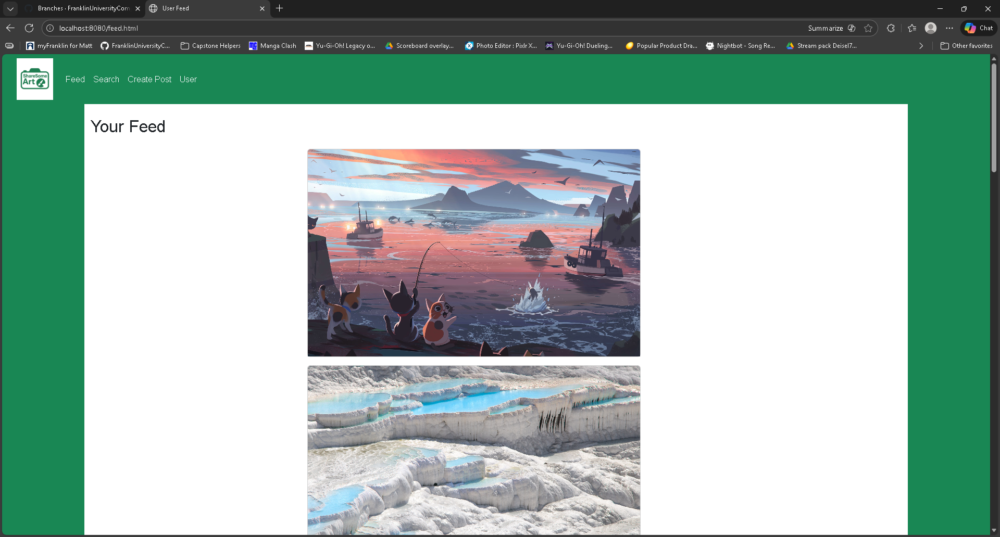 Branches · FranklinUniversityCom
User Feed
localhost:8080/feed.html
Summarize
Chat
myFranklin for Matt
FranklinUniversityC...
Capstone Helpers
Manga Clash
Yu-Gi-Oh! Legacy o...
Scoreboard overlay...
Photo Editor : Pixlr X...
Yu-Gi-Oh! Dueling...
Popular Product Dra...
Nightbot - Song Re...
Stream pack Deisel7...
Other favorites
ShareSome
Art
Feed
Search
Create Post
User
Your Feed